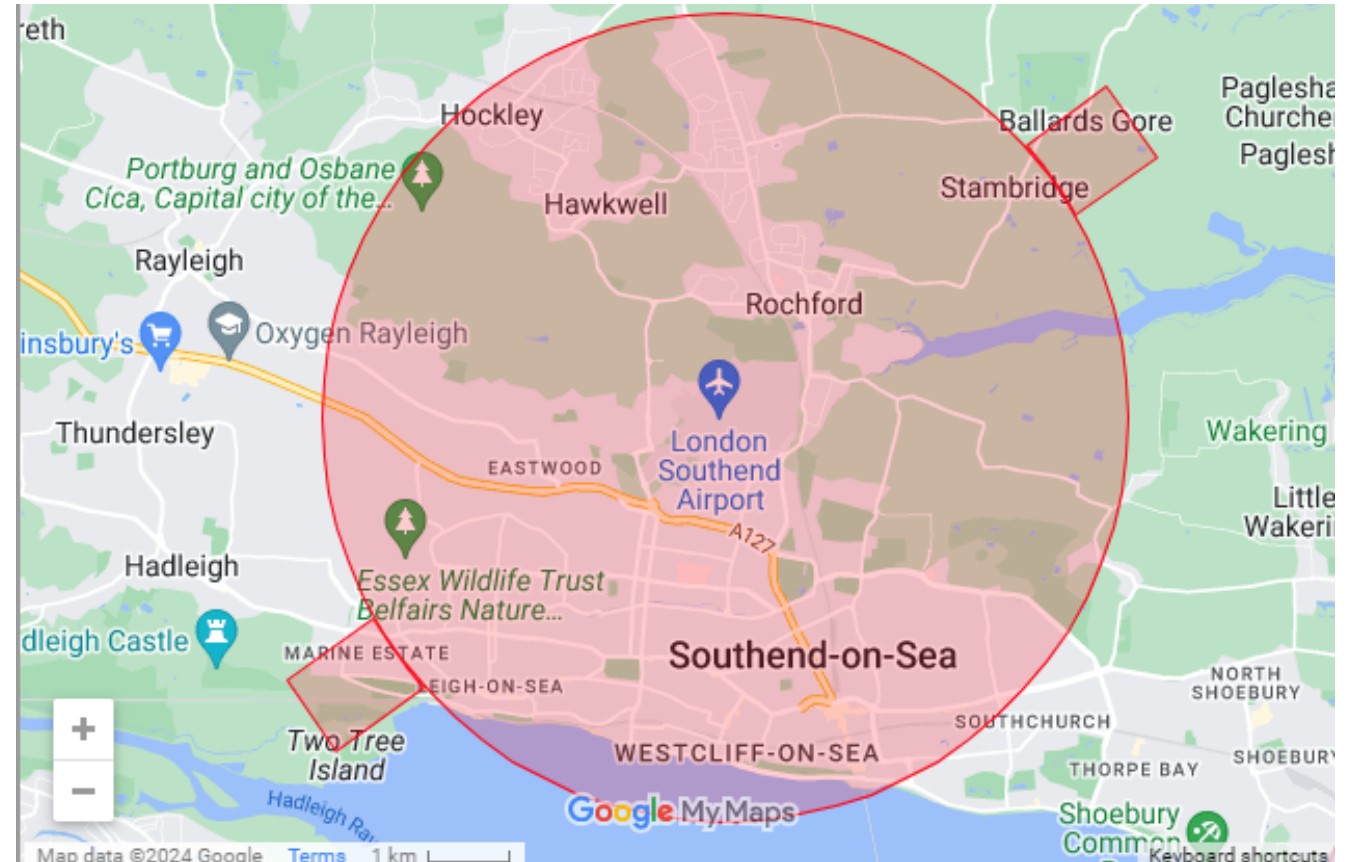 reth
Hockley
Ballards Gore
Paglesha
Churche
Paglesh
Portburg and Osbane
Cíca, Capital city of the...
Hawkwell
Stambridge
Rayleigh
Rochford
insbury's
Oxygen Rayleigh
Thundersley
London
Southend
Airport
EASTWOOD
Wakering
Little
Wakerin
A127
Hadleigh
Essex Wildlife Trust
Belfairs Nature...
dleigh Castle
MARINE ESTATE
Southend-on-Sea
LEIGH-ON-SEA
NORTH
SHOEBURY
SOUTHCHURCH
Two Tree
Island
WESTCLIFF-ON-SEA
THORPE BAY
SHOEBURY
Hadleigh Ray
Google My Maps
Shoebury
Common
Map data ©2024 Google Terms 1 km
Keyboard shortcuts